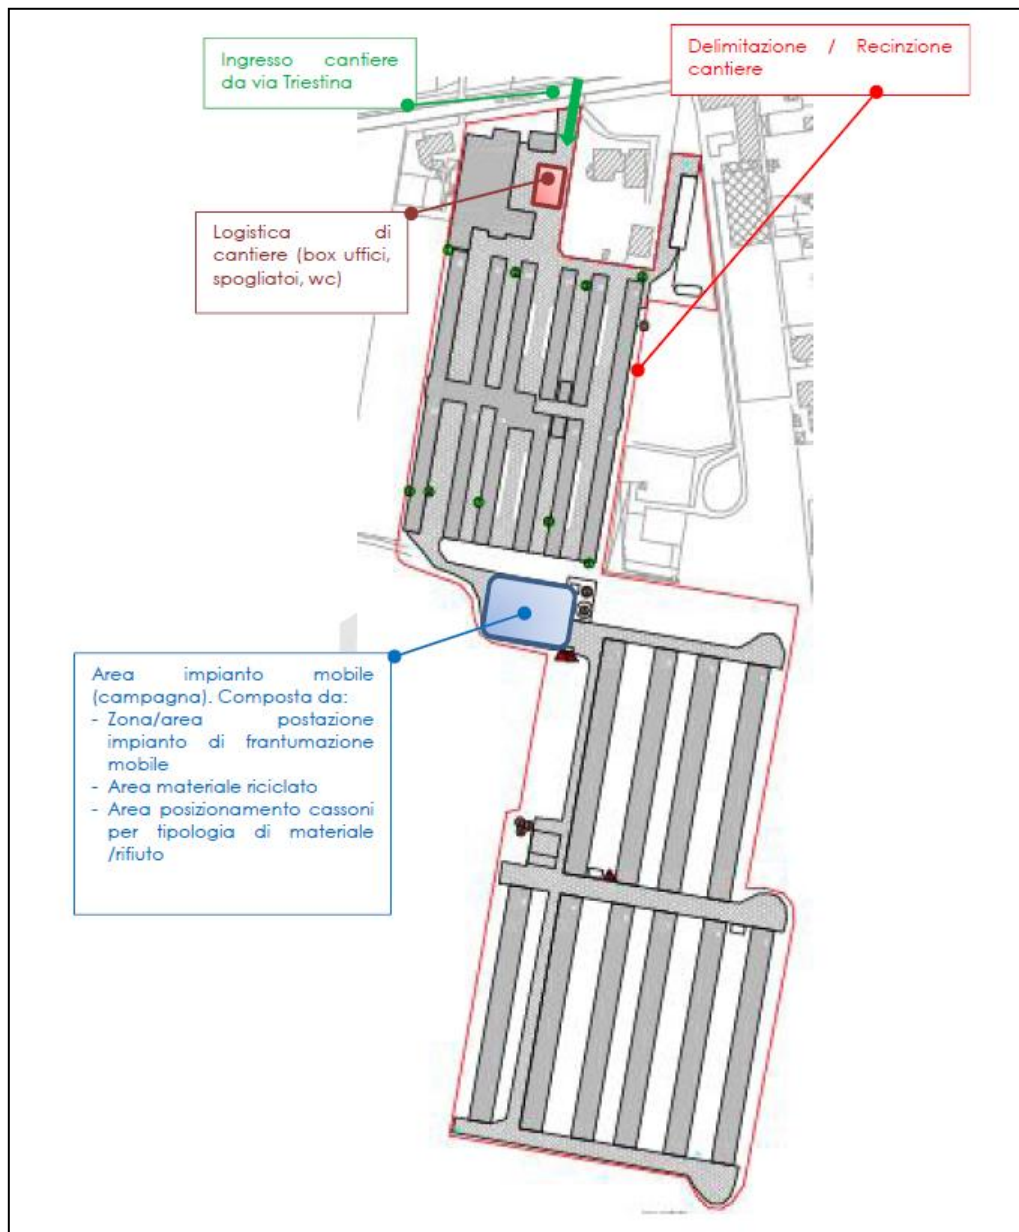 Ingresso cantiere
da via Triestina
Delimitazione / Recinzione
cantiere
Logistica di
cantiere (box uffici,
spogliatoi, wc)
Area impianto mobile
(campagna). Composta da:
- Zona/area postazione
impianto di frantumazione
mobile
- Area materiale riciclato
- Area posizionamento cassoni
per tipologia di materiale
/rifiuto